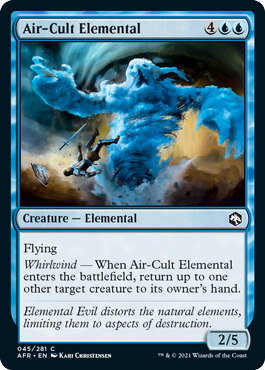 Air-Cult Elemental 4
Creature — Elemental
Flying
Whirlwind — When Air-Cult Elemental
enters the battlefield, return up to one
other target creature to its owner's hand.
Elemental Evil distorts the natural elements,
limiting them to aspects of destruction.
2/5
045/281 C
AFR • EN Kari Christensen
™ & © 2021 Wizards of the Coast